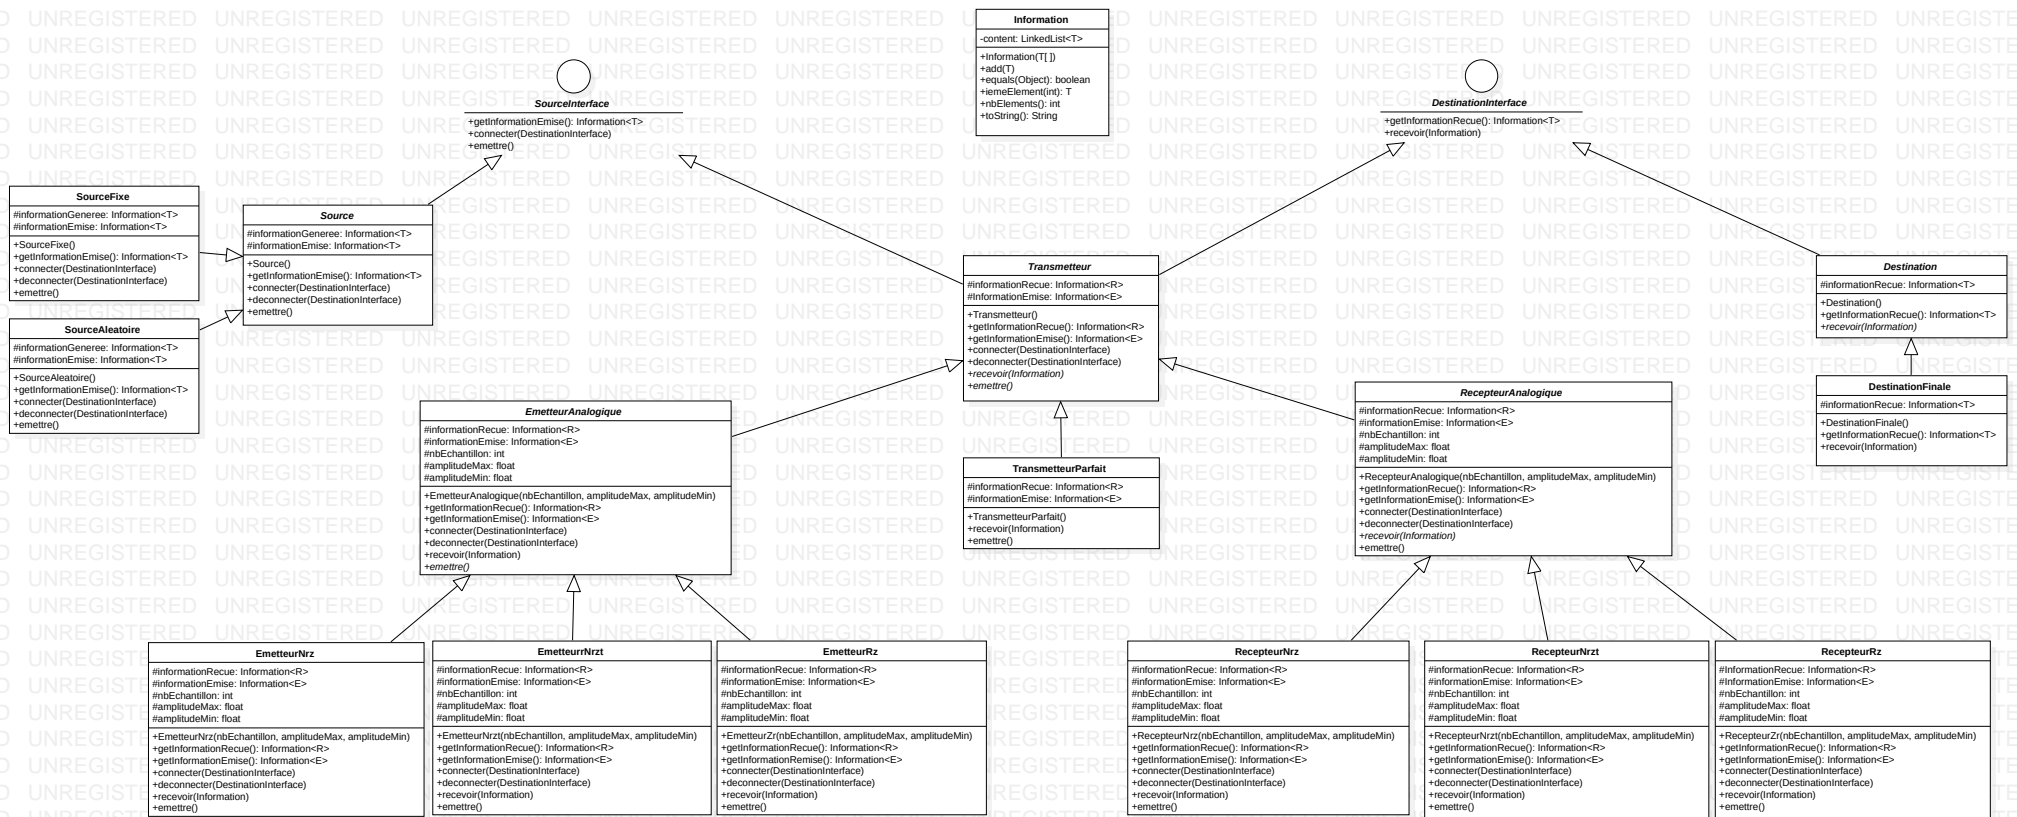 Information
-content: LinkedList<T>
+Information(T[ ])
+add(T)
+equals(Object): boolean
+iemeElement(int): T
+nbElements(): int
+toString(): String
SourceInterface
+getInformationEmise(): Information<T>
+connecter(DestinationInterface)
+emettre()
DestinationInterface
+getInformationRecue(): Information<T>
+recevoir(Information)
SourceFixe
#informationGeneree: Information<T>
#informationEmise: Information<T>
+SourceFixe()
+getInformationEmise(): Information<T>
+connecter(DestinationInterface)
+deconnecter(DestinationInterface)
+emettre()
Source
#informationGeneree: Information<T>
#informationEmise: Information<T>
+Source()
+getInformationEmise(): Information<T>
+connecter(DestinationInterface)
+deconnecter(DestinationInterface)
+emettre()
SourceAleatoire
#informationGeneree: Information<T>
#informationEmise: Information<T>
+SourceAleatoire()
+getInformationEmise(): Information<T>
+connecter(DestinationInterface)
+deconnecter(DestinationInterface)
+emettre()
Transmetteur
#informationRecue: Information<R>
#InformationEmise: Information<E>
+Transmetteur()
+getInformationRecue(): Information<R>
+getInformationEmise(): Information<E>
+connecter(DestinationInterface)
+deconnecter(DestinationInterface)
+recevoir(Information)
+emettre()
Destination
#informationRecue: Information<T>
+Destination()
+getInformationRecue(): Information<T>
+recevoir(Information)
DestinationFinale
#informationRecue: Information<T>
+DestinationFinale()
+getInformationRecue(): Information<T>
+recevoir(Information)
EmetteurAnalogique
#informationRecue: Information<R>
#informationEmise: Information<E>
#nbEchantillon: int
#amplitudeMax: float
#amplitudeMin: float
+EmetteurAnalogique(nbEchantillon, amplitudeMax, amplitudeMin)
+getInformationRecue(): Information<R>
+getInformationEmise(): Information<E>
+connecter(DestinationInterface)
+deconnecter(DestinationInterface)
+recevoir(Information)
+emettre()
TransmetteurParfait
#informationRecue: Information<R>
#informationEmise: Information<E>
+TransmetteurParfait()
+recevoir(Information)
+emettre()
RecepteurAnalogique
#informationRecue: Information<R>
#informationEmise: Information<E>
#nbEchantillon: int
#amplitudeMax: float
#amplitudeMin: float
+RecepteurAnalogique(nbEchantillon, amplitudeMax, amplitudeMin)
+getInformationRecue(): Information<R>
+getInformationEmise(): Information<E>
+connecter(DestinationInterface)
+deconnecter(DestinationInterface)
+recevoir(Information)
+emettre()
EmetteurNrz
#informationRecue: Information<R>
#informationEmise: Information<E>
#nbEchantillon: int
#amplitudeMax: float
#amplitudeMin: float
+EmetteurNrz(nbEchantillon, amplitudeMax, amplitudeMin)
+getInformationRecue(): Information<R>
+getInformationEmise(): Information<E>
+connecter(DestinationInterface)
+deconnecter(DestinationInterface)
+recevoir(Information)
+emettre()
EmetteurrNrzt
#informationRecue: Information<R>
#informationEmise: Information<E>
#nbEchantillon: int
#amplitudeMax: float
#amplitudeMin: float
+EmetteurNrzt(nbEchantillon, amplitudeMax, amplitudeMin)
+getInformationRecue(): Information<R>
+getInformationEmise(): Information<E>
+connecter(DestinationInterface)
+deconnecter(DestinationInterface)
+recevoir(Information)
+emettre()
EmetteurRz
#informationRecue: Information<R>
#informationEmise: Information<E>
#nbEchantillon: int
#amplitudeMax: float
#amplitudeMin: float
+EmetteurZr(nbEchantillon, amplitudeMax, amplitudeMin)
+getInformationRecue(): Information<R>
+getInformationRemise(): Information<E>
+connecter(DestinationInterface)
+deconnecter(DestinationInterface)
+recevoir(Information)
+emettre()
RecepteurNrz
#informationRecue: Information<R>
#informationEmise: Information<E>
#nbEchantillon: int
#amplitudeMax: float
#amplitudeMin: float
+RecepteurNrz(nbEchantillon, amplitudeMax, amplitudeMin)
+getInformationRecue(): Information<R>
+getInformationEmise(): Information<E>
+connecter(DestinationInterface)
+deconnecter(DestinationInterface)
+recevoir(Information)
+emettre()
RecepteurNrzt
#informationRecue: Information<R>
#informationEmise: Information<E>
#nbEchantillon: int
#amplitudeMax: float
#amplitudeMin: float
+RecepteurNrzt(nbEchantillon, amplitudeMax, amplitudeMin)
+getInformationRecue(): Information<R>
+getInformationEmise(): Information<E>
+connecter(DestinationInterface)
+deconnecter(DestinationInterface)
+recevoir(Information)
+emettre()
RecepteurRz
#InformationRecue: Information<R>
#InformationEmise: Information<E>
#nbEchantillon: int
#amplitudeMax: float
#amplitudeMin: float
+RecepteurZr(nbEchantillon, amplitudeMax, amplitudeMin)
+getInformationRecue(): Information<R>
+getInformationEmise(): Information<E>
+connecter(DestinationInterface)
+deconnecter(DestinationInterface)
+recevoir(Information)
+emettre()
UNREGISTERED